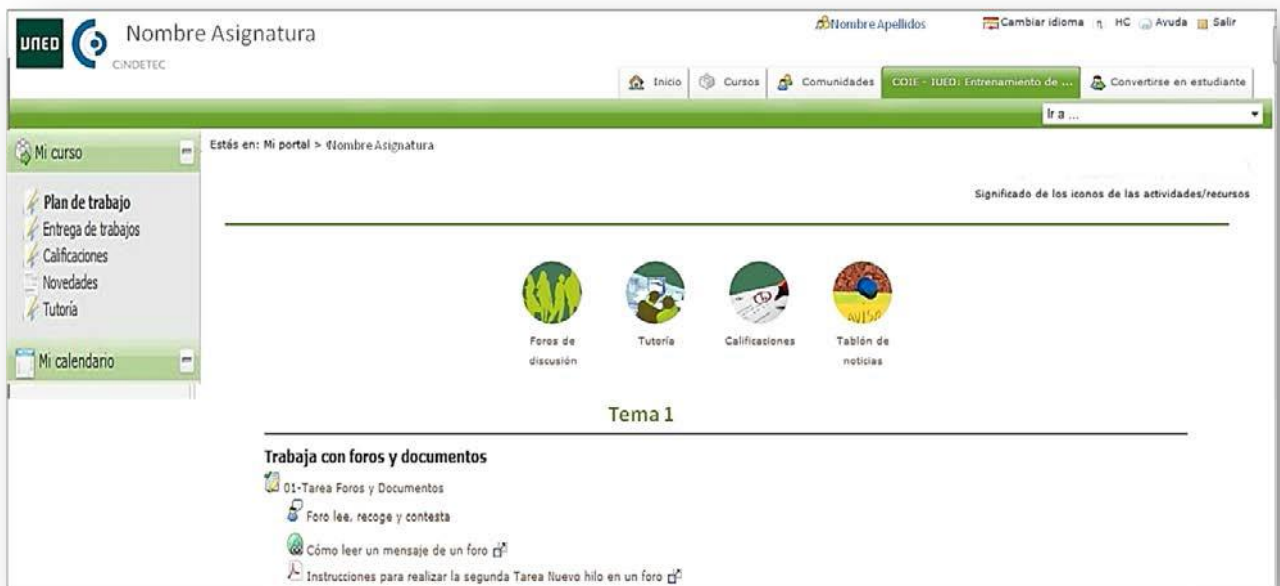 UNED
CINDETEC
Nombre Asignatura
Nombre Apellidos
Cambiar idioma
HC
Ayuda
Salir
Inicio
Cursos
Comunidades
COIE - IUED: Entrenamiento de ...
Convertirse en estudiante
Ir a ...
Mi curso
Plan de trabajo
Entrega de trabajos
Calificaciones
Novedades
Tutoría
Mi calendario
Estás en: Mi portal > Nombre Asignatura
Significado de los iconos de las actividades/recursos
AVISO
Foros de
discusión
Tutoría
Calificaciones
Tablón de
noticias
Tema 1
Trabaja con foros y documentos
01-Tarea Foros y Documentos
Foro lee, recoge y contesta
Cómo leer un mensaje de un foro
Instrucciones para realizar la segunda Tarea Nuevo hilo en un foro